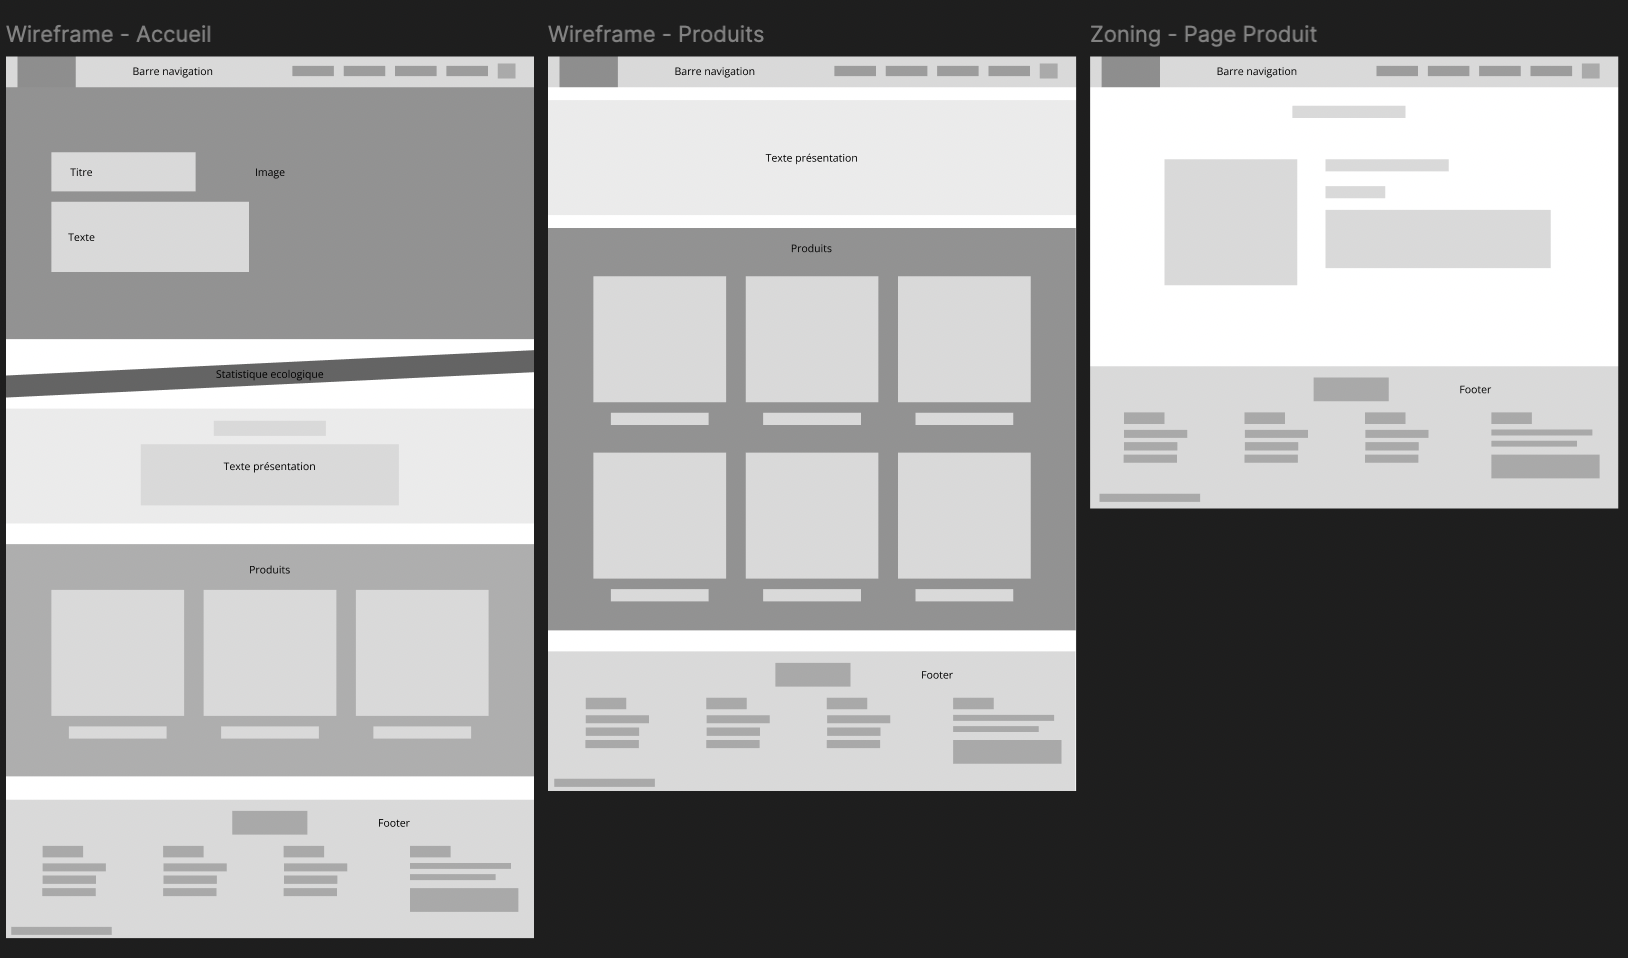 Wireframe - Accueil
Barre navigation
Titre
Image
Texte
Statistique ecologique
Texte présentation
Produits
Footer
Wireframe - Produits
Barre navigation
Texte présentation
Produits
Footer
Zoning - Page Produit
Barre navigation
Footer